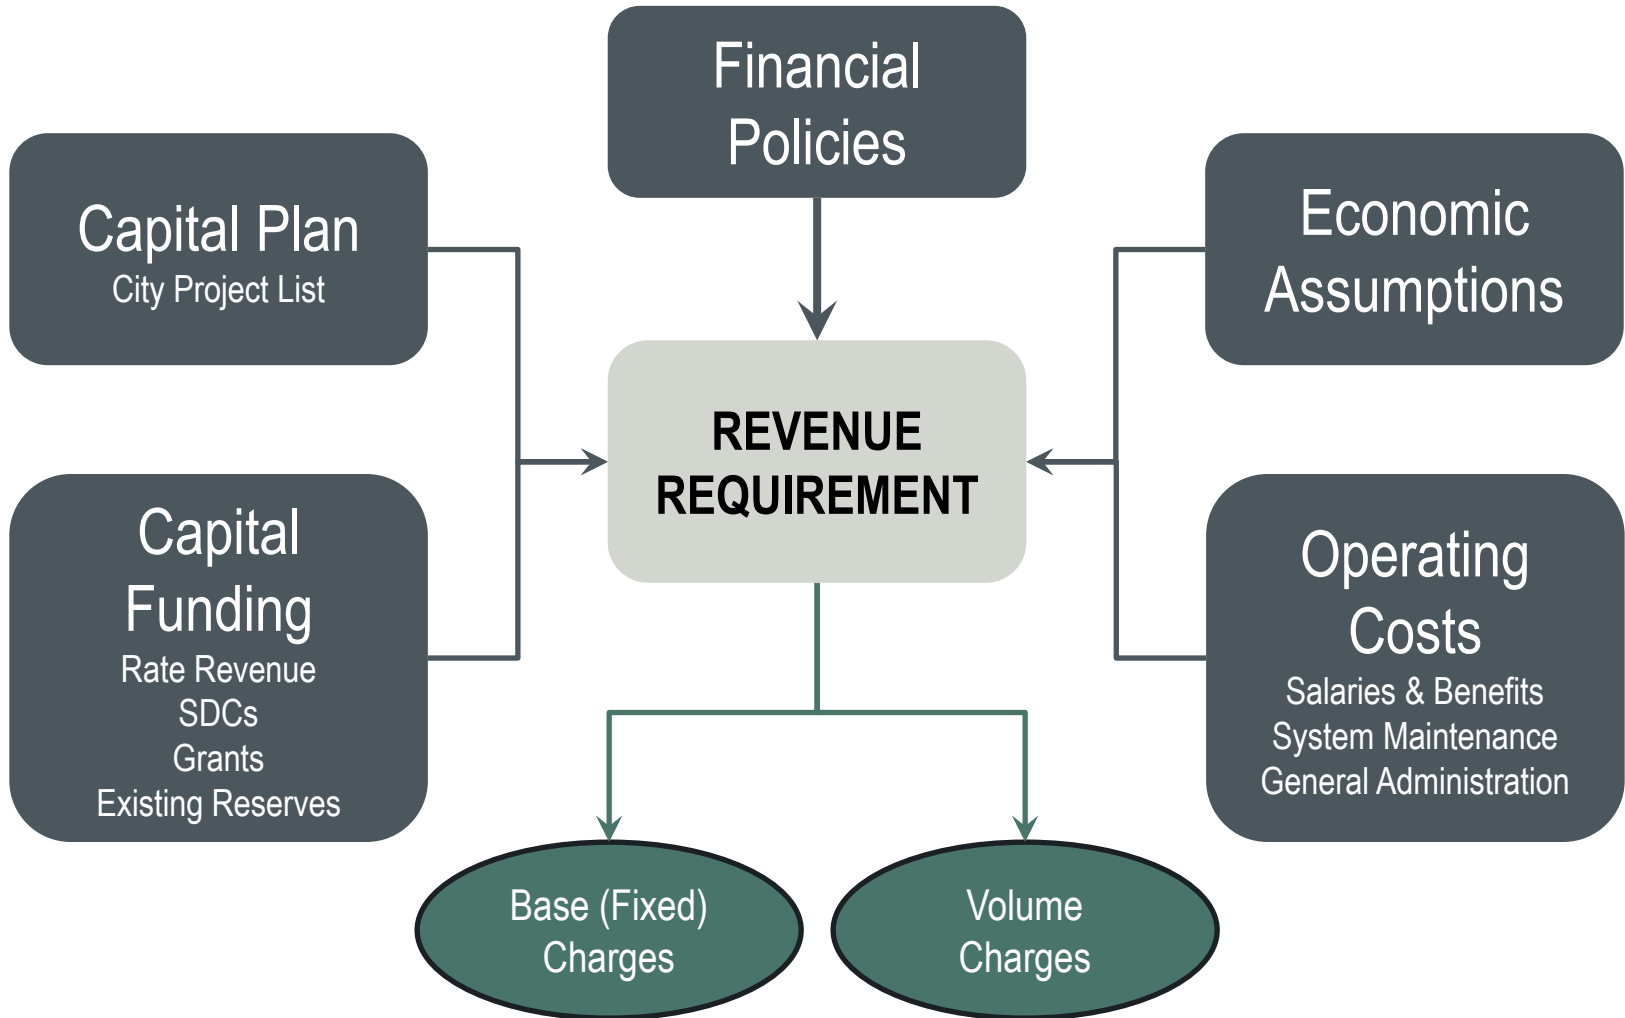 Financial
Policies
Capital Plan
City Project List
Economic
Assumptions
REVENUE
REQUIREMENT
Capital
Funding
Rate Revenue
SDCs
Grants
Existing Reserves
Operating
Costs
Salaries & Benefits
System Maintenance
General Administration
Base (Fixed)
Charges
Volume
Charges